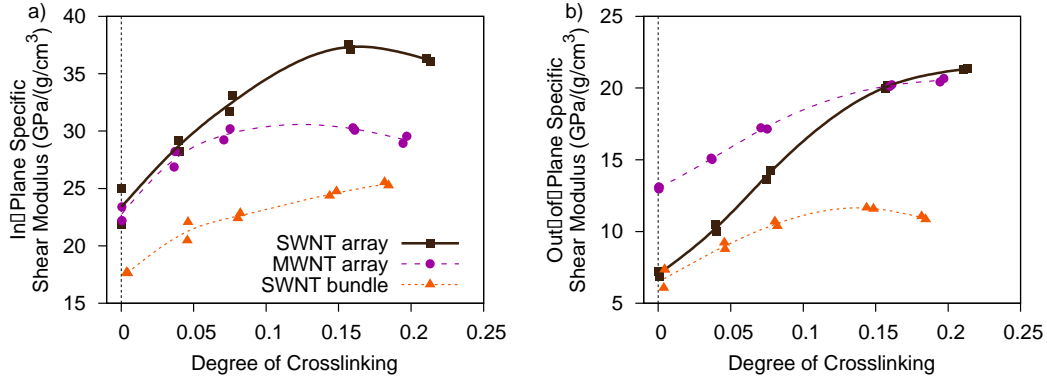 a)
In□Plane Specific
Shear Modulus (GPa/(g/cm³)
40
35
30
25
20
15
SWNT array
MWNT array
SWNT bundle
0 0.05 0.1 0.15 0.2 0.25
Degree of Crosslinking
b)
Out□of□Plane Specific
Shear Modulus (GPa/(g/cm³)
25
20
15
10
5
0 0.05 0.1 0.15 0.2 0.25
Degree of Crosslinking